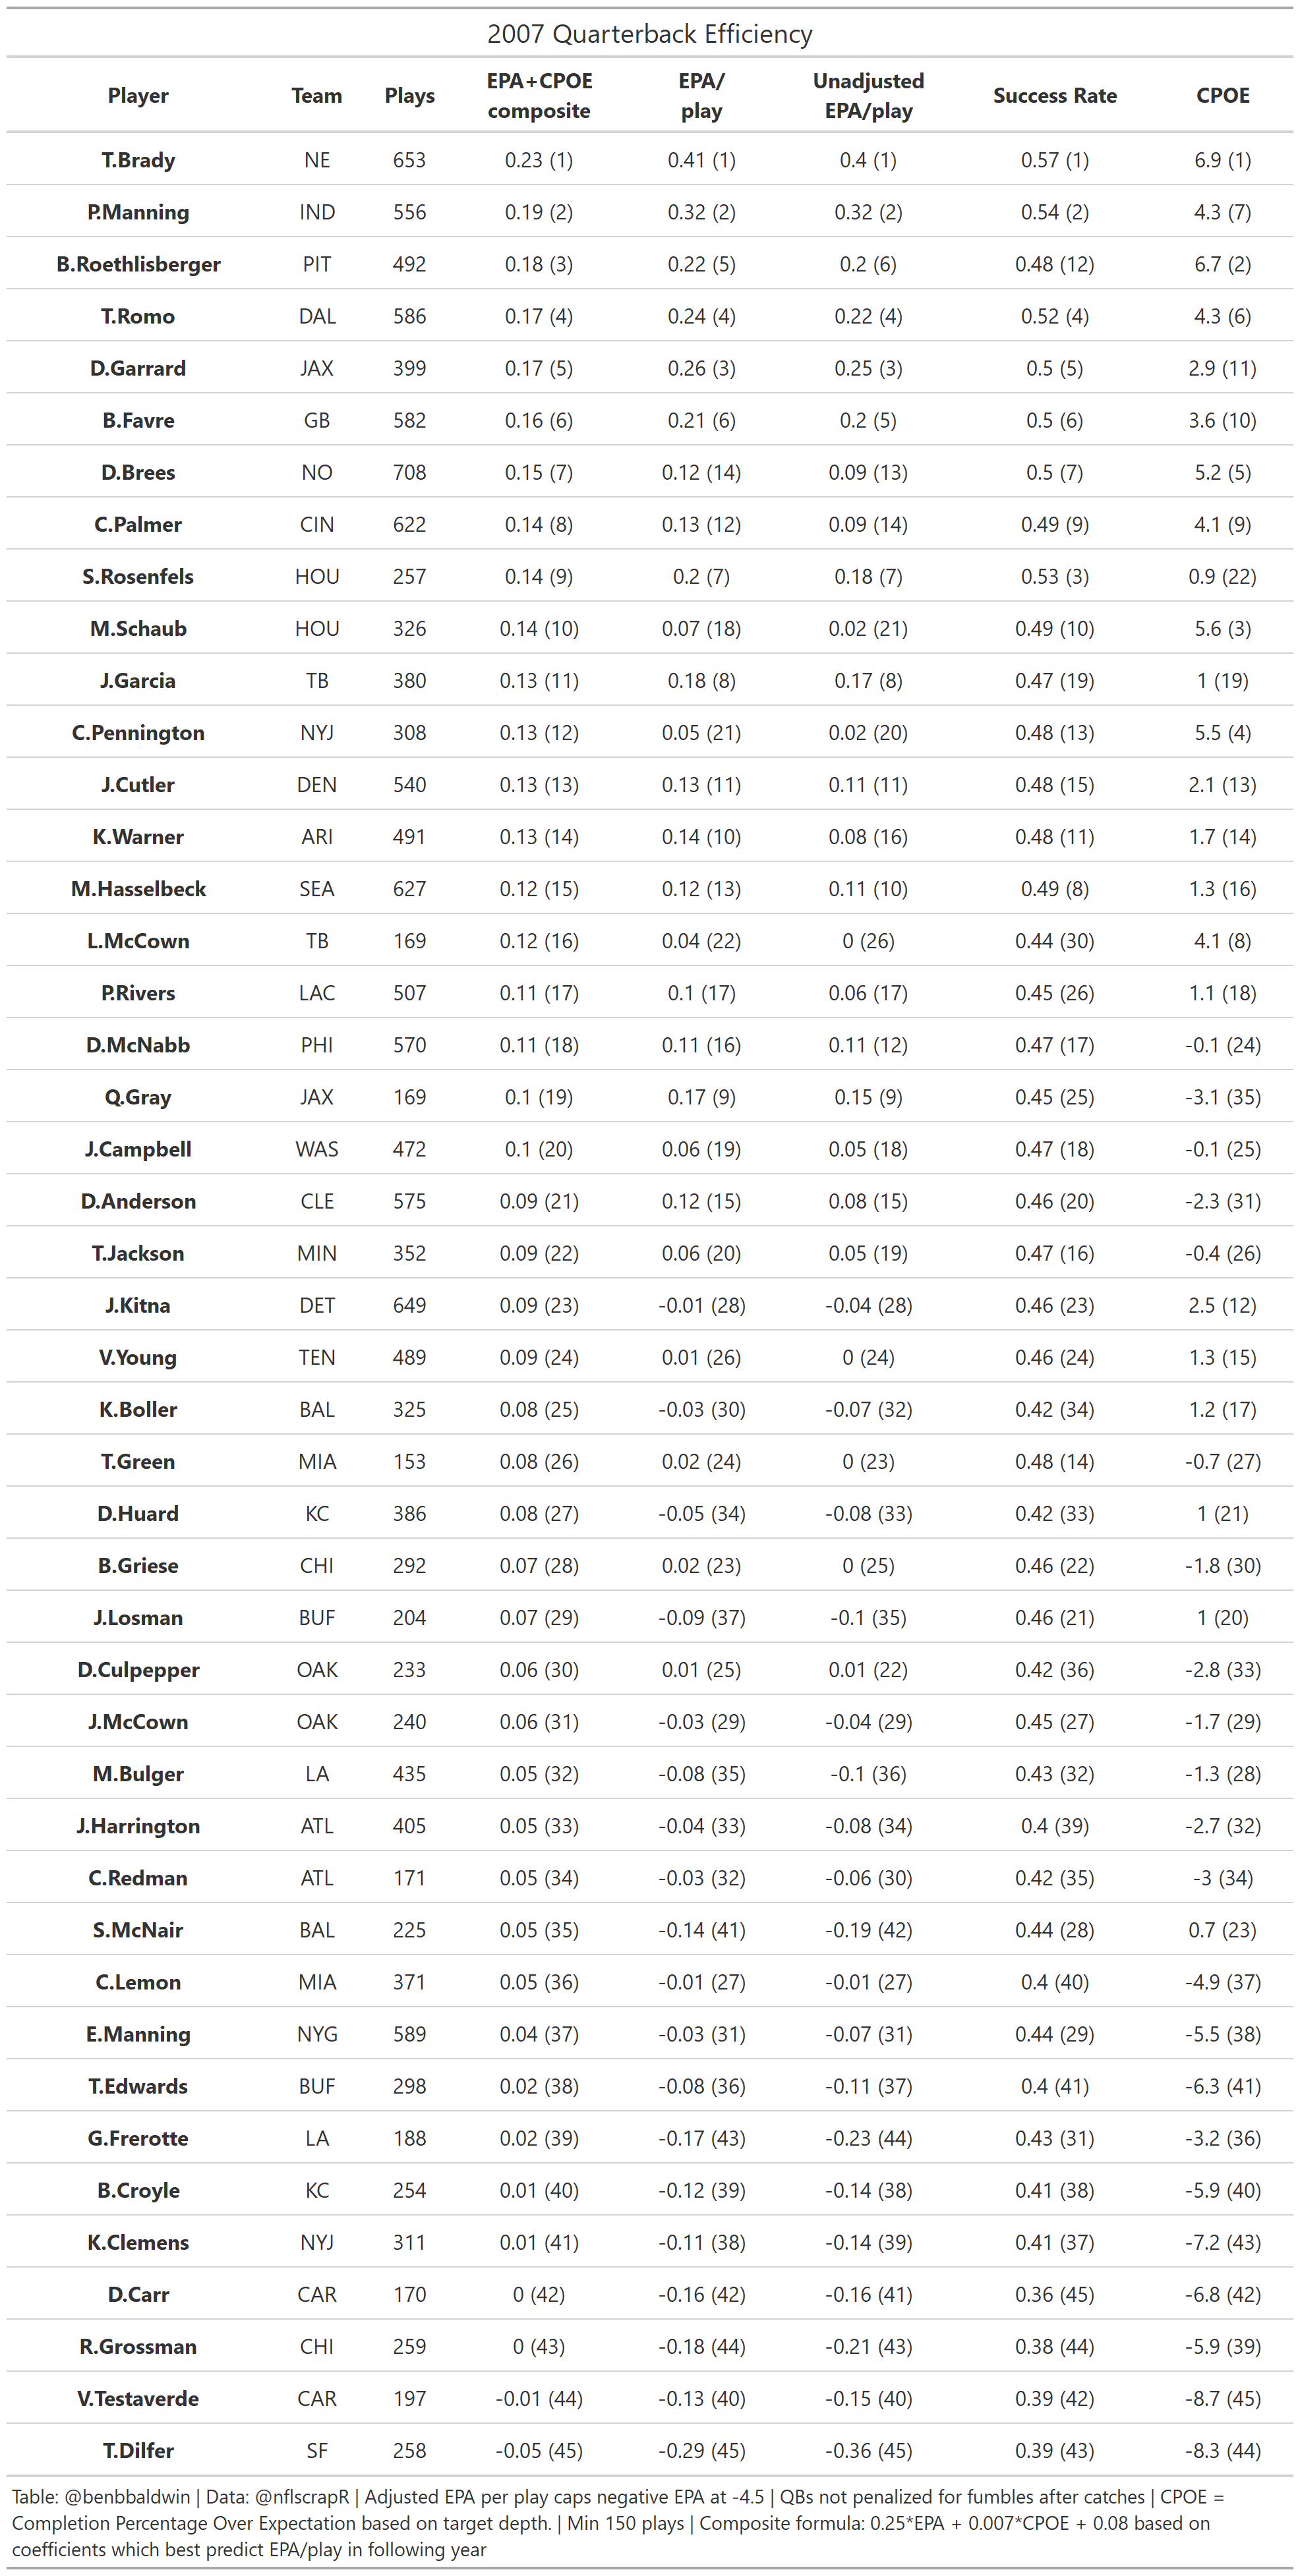 2007 Quarterback Efficiency
Player Team Plays EPA+CPOE composite EPA/ play Unadjusted EPA/play Success Rate CPOE
T.Brady NE 653 0.23 (1) 0.41 (1) 0.4 (1) 0.57 (1) 6.9 (1)
P.Manning IND 556 0.19 (2) 0.32 (2) 0.32 (2) 0.54 (2) 4.3 (7)
B.Roethlisberger PIT 492 0.18 (3) 0.22 (5) 0.2 (6) 0.48 (12) 6.7 (2)
T.Romo DAL 586 0.17 (4) 0.24 (4) 0.22 (4) 0.52 (4) 4.3 (6)
D.Garrard JAX 399 0.17 (5) 0.26 (3) 0.25 (3) 0.5 (5) 2.9 (11)
B.Favre GB 582 0.16 (6) 0.21 (6) 0.2 (5) 0.5 (6) 3.6 (10)
D.Brees NO 708 0.15 (7) 0.12 (14) 0.09 (13) 0.5 (7) 5.2 (5)
C.Palmer CIN 622 0.14 (8) 0.13 (12) 0.09 (14) 0.49 (9) 4.1 (9)
S.Rosenfels HOU 257 0.14 (9) 0.2 (7) 0.18 (7) 0.53 (3) 0.9 (22)
M.Schaub HOU 326 0.14 (10) 0.07 (18) 0.02 (21) 0.49 (10) 5.6 (3)
J.Garcia TB 380 0.13 (11) 0.18 (8) 0.17 (8) 0.47 (19) 1 (19)
C.Pennington NYJ 308 0.13 (12) 0.05 (21) 0.02 (20) 0.48 (13) 5.5 (4)
J.Cutler DEN 540 0.13 (13) 0.13 (11) 0.11 (11) 0.48 (15) 2.1 (13)
K.Warner ARI 491 0.13 (14) 0.14 (10) 0.08 (16) 0.48 (11) 1.7 (14)
M.Hasselbeck SEA 627 0.12 (15) 0.12 (13) 0.11 (10) 0.49 (8) 1.3 (16)
L.McCown TB 169 0.12 (16) 0.04 (22) 0 (26) 0.44 (30) 4.1 (8)
P.Rivers LAC 507 0.11 (17) 0.1 (17) 0.06 (17) 0.45 (26) 1.1 (18)
D.McNabb PHI 570 0.11 (18) 0.11 (16) 0.11 (12) 0.47 (17) -0.1 (24)
Q.Gray JAX 169 0.1 (19) 0.17 (9) 0.15 (9) 0.45 (25) -3.1 (35)
J.Campbell WAS 472 0.1 (20) 0.06 (19) 0.05 (18) 0.47 (18) -0.1 (25)
D.Anderson CLE 575 0.09 (21) 0.12 (15) 0.08 (15) 0.46 (20) -2.3 (31)
T.Jackson MIN 352 0.09 (22) 0.06 (20) 0.05 (19) 0.47 (16) -0.4 (26)
J.Kitna DET 649 0.09 (23) -0.01 (28) -0.04 (28) 0.46 (23) 2.5 (12)
V.Young TEN 489 0.09 (24) 0.01 (26) 0 (24) 0.46 (24) 1.3 (15)
K.Boller BAL 325 0.08 (25) -0.03 (30) -0.07 (32) 0.42 (34) 1.2 (17)
T.Green MIA 153 0.08 (26) 0.02 (24) 0 (23) 0.48 (14) -0.7 (27)
D.Huard KC 386 0.08 (27) -0.05 (34) -0.08 (33) 0.42 (33) 1 (21)
B.Griese CHI 292 0.07 (28) 0.02 (23) 0 (25) 0.46 (22) -1.8 (30)
J.Losman BUF 204 0.07 (29) -0.09 (37) -0.1 (35) 0.46 (21) 1 (20)
D.Culpepper OAK 233 0.06 (30) 0.01 (25) 0.01 (22) 0.42 (36) -2.8 (33)
J.McCown OAK 240 0.06 (31) -0.03 (29) -0.04 (29) 0.45 (27) -1.7 (29)
M.Bulger LA 435 0.05 (32) -0.08 (35) -0.1 (36) 0.43 (32) -1.3 (28)
J.Harrington ATL 405 0.05 (33) -0.04 (33) -0.08 (34) 0.4 (39) -2.7 (32)
C.Redman ATL 171 0.05 (34) -0.03 (32) -0.06 (30) 0.42 (35) -3 (34)
S.McNair BAL 225 0.05 (35) -0.14 (41) -0.19 (42) 0.44 (28) 0.7 (23)
C.Lemon MIA 371 0.05 (36) -0.01 (27) -0.01 (27) 0.4 (40) -4.9 (37)
E.Manning NYG 589 0.04 (37) -0.03 (31) -0.07 (31) 0.44 (29) -5.5 (38)
T.Edwards BUF 298 0.02 (38) -0.08 (36) -0.11 (37) 0.4 (41) -6.3 (41)
G.Frerotte LA 188 0.02 (39) -0.17 (43) -0.23 (44) 0.43 (31) -3.2 (36)
B.Croyle KC 254 0.01 (40) -0.12 (39) -0.14 (38) 0.41 (38) -5.9 (40)
K.Clemens NYJ 311 0.01 (41) -0.11 (38) -0.14 (39) 0.41 (37) -7.2 (43)
D.Carr CAR 170 0 (42) -0.16 (42) -0.16 (41) 0.36 (45) -6.8 (42)
R.Grossman CHI 259 0 (43) -0.18 (44) -0.21 (43) 0.38 (44) -5.9 (39)
V.Testaverde CAR 197 -0.01 (44) -0.13 (40) -0.15 (40) 0.39 (42) -8.7 (45)
T.Dilfer SF 258 -0.05 (45) -0.29 (45) -0.36 (45) 0.39 (43) -8.3 (44)
Table: @benbbaldwin | Data: @nflscrapR | Adjusted EPA per play caps negative EPA at -4.5 | QBs not penalized for fumbles after catches | CPOE =
Completion Percentage Over Expectation based on target depth. | Min 150 plays | Composite formula: 0.25*EPA + 0.007*CPOE + 0.08 based on
coefficients which best predict EPA/play in following year